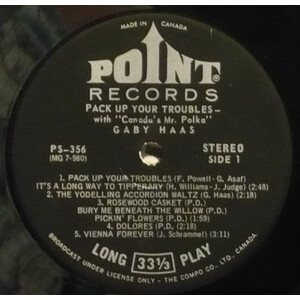 MADE IN CANADA
POINT
RECORDS
PACK UP YOUR TROUBLES-
with "Canada's Mr. Polka"
GABY HAAS
PS-356
(MG 7-980)
STEREO
SIDE 1
1. PACK UP YOUR TROUBLES (F. Powell-G. Asaf)
IT'S A LONG WAY TO TIPPERARY (H. Williams-J. Judge) (2:48)
2. THE YODELLING ACCORDION WALTZ (G. Haas) (2:28)
3. ROSEWOOD CASKET (P.D.)
BURY ME BENEATH THE WILLOW (P.D.)
PICKIN' FLOWERS (P.D.)
4. DOLORES (P.D.) (2:22)
5. VIENNA FOREVER (J. Schrammel) (3:11)
LONG 33⅓ PLAY
BROADCAST UNDER LICENSE ONLY - THE COMPO CO., LTD., CANADA